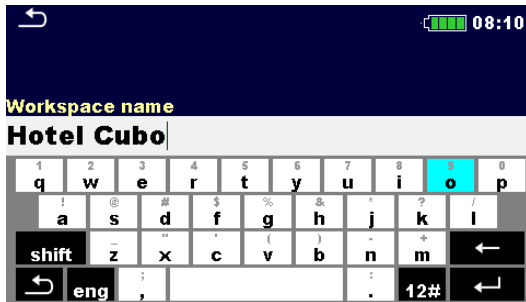 08:10
Workspace name
Hotel Cubo
1 2 3 4 5 6 7 8 9 0
q w e r t y u i o p
! @ # $ % & * ? /
a s d f g h j k l
_ " ' ( ) - +
shift z x c v b n m
; :
eng , . 12#